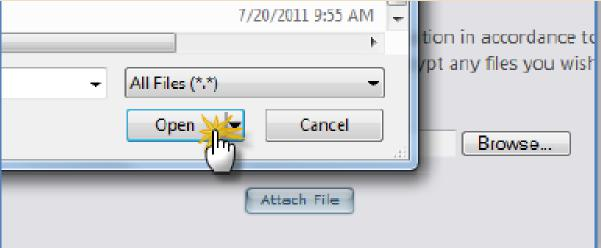 7/20/2011 9:55 AM
tion in accordance to
ypt any files you wish
All Files (*.*)
Open
Cancel
Browse...
Attach File